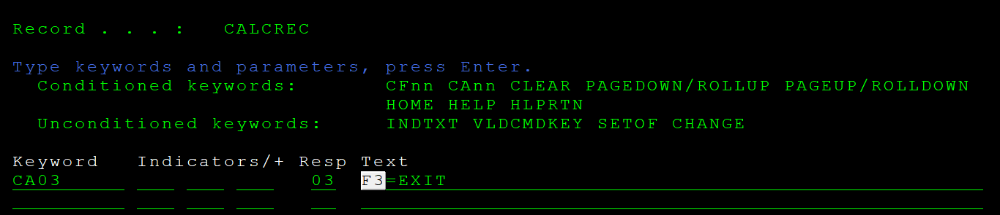 Record . . . :   CALCREC
Type keywords and parameters, press Enter.
Conditioned keywords:       CFnn CAnn CLEAR PAGEDOWN/ROLLUP PAGEUP/ROLLDOWN
HOME HELP HLPRTN
Unconditioned keywords:     INDTXT VLDCMDKEY SETOF CHANGE
Keyword   Indicators/+ Resp Text
CA03                    03  F3=EXIT